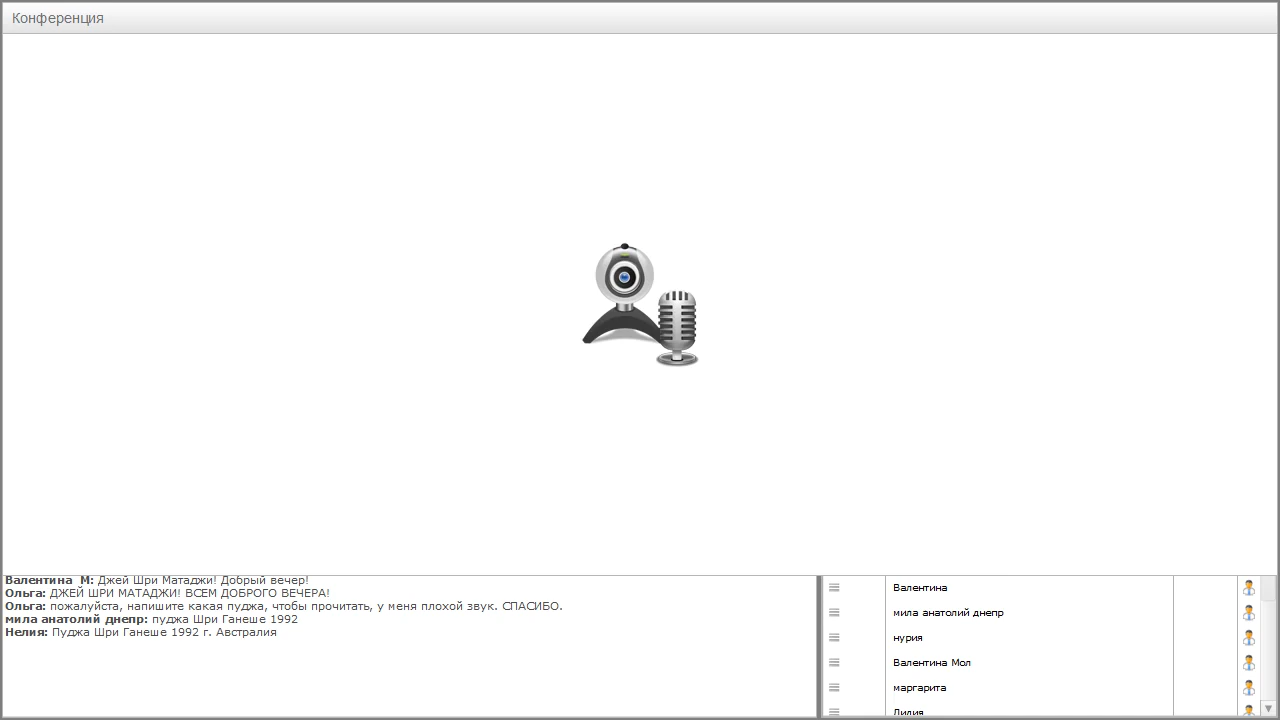 Конференция
Валентина_М: Джей Шри Матаджи! Добрый вечер!
Ольга: ДЖЕЙ ШРИ МАТАДЖИ! ВСЕМ ДОБРОГО ВЕЧЕРА!
Ольга: пожалуйста, напишите какая пуджа, чтобы прочитать, у меня плохой звук. СПАСИБО.
мила анатолий днепр: пуджа Шри Ганеше 1992
Нелия: Пуджа Шри Ганеше 1992 г. Австралия
Валентина
мила анатолий днепр
нурия
Валентина Мол
маргарита
Лидия